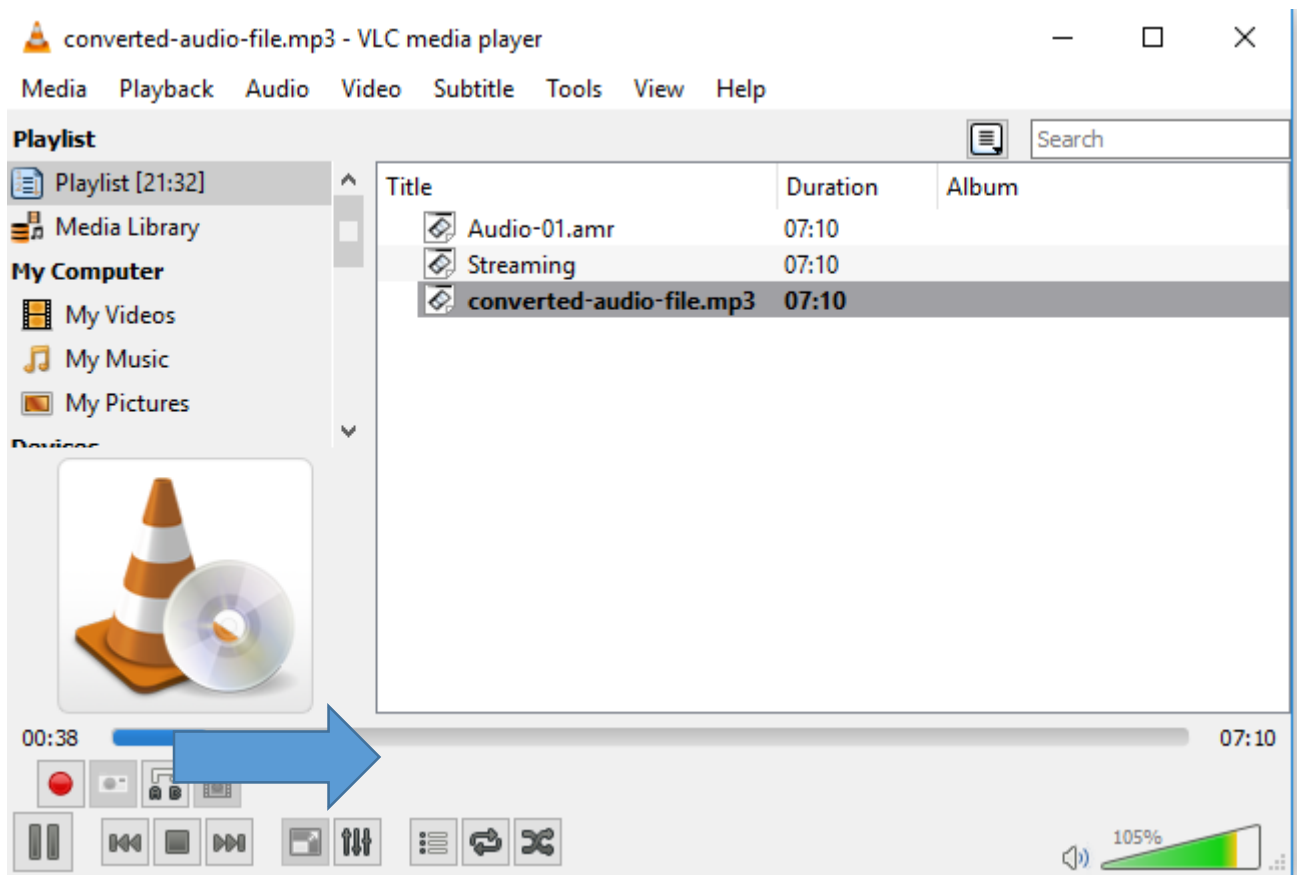 converted-audio-file.mp3 - VLC media player
Media Playback Audio Video Subtitle Tools View Help
Playlist
Search
Playlist [21:32]
Media Library
My Computer
My Videos
My Music
My Pictures
Devices
Title Duration Album
Audio-01.amr 07:10
Streaming 07:10
converted-audio-file.mp3 07:10
00:38 07:10
A B
105%